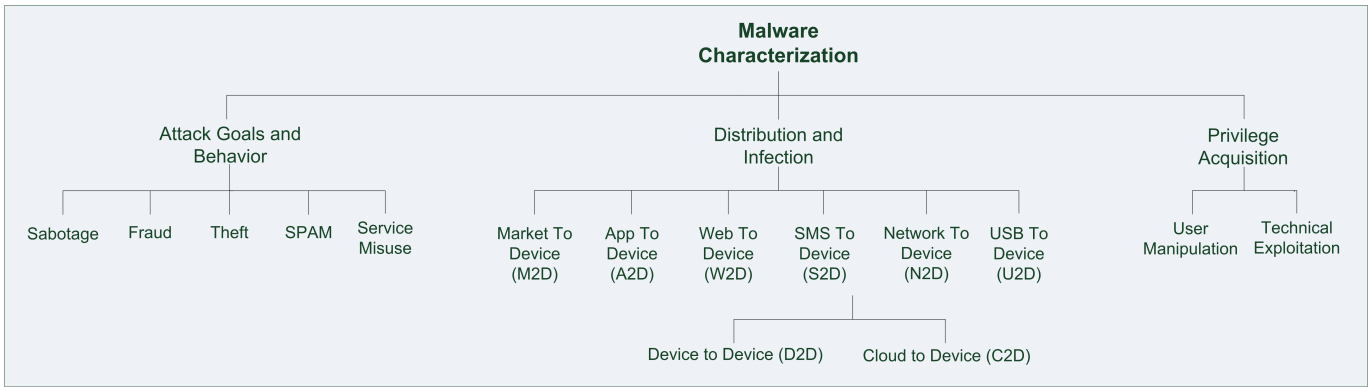 Malware
Characterization
Attack Goals and
Behavior
Distribution and
Infection
Privilege
Acquisition
Sabotage
Fraud
Theft
SPAM
Service
Misuse
Market To
Device
(M2D)
App To
Device
(A2D)
Web To
Device
(W2D)
SMS To
Device
(S2D)
Network To
Device
(N2D)
USB To
Device
(U2D)
User
Manipulation
Technical
Exploitation
Device to Device (D2D)
Cloud to Device (C2D)